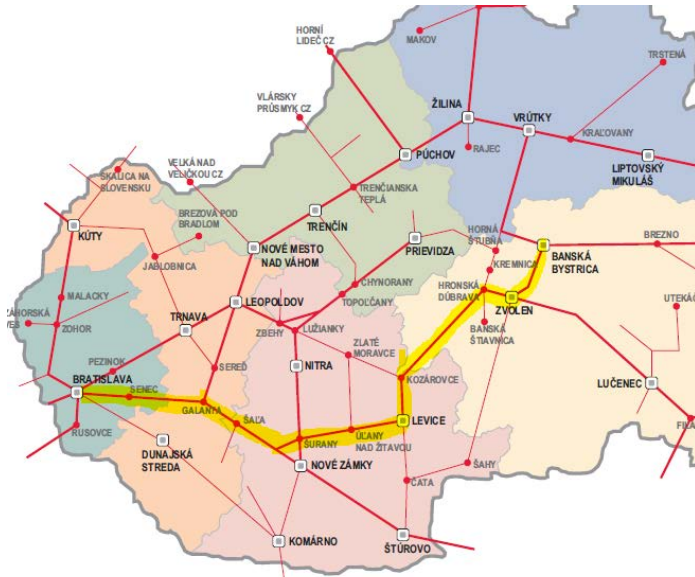 HORNÍ
LIDEČ CZ
MAKOV
TRSTENÁ
VLÁRSKY
PRŮSMYK CZ
ŽILINA
VRÚTKY
KRAĽOVANY
RAJEC
PÚCHOV
LIPTOVSKÝ
MIKULÁŠ
SKALICA NA
SLOVENSKU
VELKÁ NAD
VELIČKOU CZ
TRENČIANSKA
TEPLÁ
BREZOVÁ POD
BRADLOM
TRENČÍN
KÚTY
NOVÉ MESTO
NAD VÁHOM
PRIEVIDZA
HORNÁ
ŠTUBŇA
BANSKÁ
BYSTRICA
BREZNO
JABLONICA
KREMNICA
CHYNORANY
HRONSKÁ
DÚBRAVA
MALACKY
LEOPOLDOV
TOPOĽČANY
ZVOLEN
ZÁHORSKÁ
VES
ZOHOR
TRNAVA
ZBEHY
LUŽIANKY
BANSKÁ
ŠTIAVNICA
PEZINOK
ZLATÉ
MORAVCE
BRATISLAVA
SEREĎ
NITRA
KOZÁROVCE
LUČENEC
SENEC
GALANTA
ŠAĽA
LEVICE
RUSOVCE
ŠURANY
ÚĽANY
NAD ŽITAVOU
DUNAJSKÁ
STREDA
NOVÉ ZÁMKY
ŠAHY
ČATA
KOMÁRNO
ŠTÚROVO